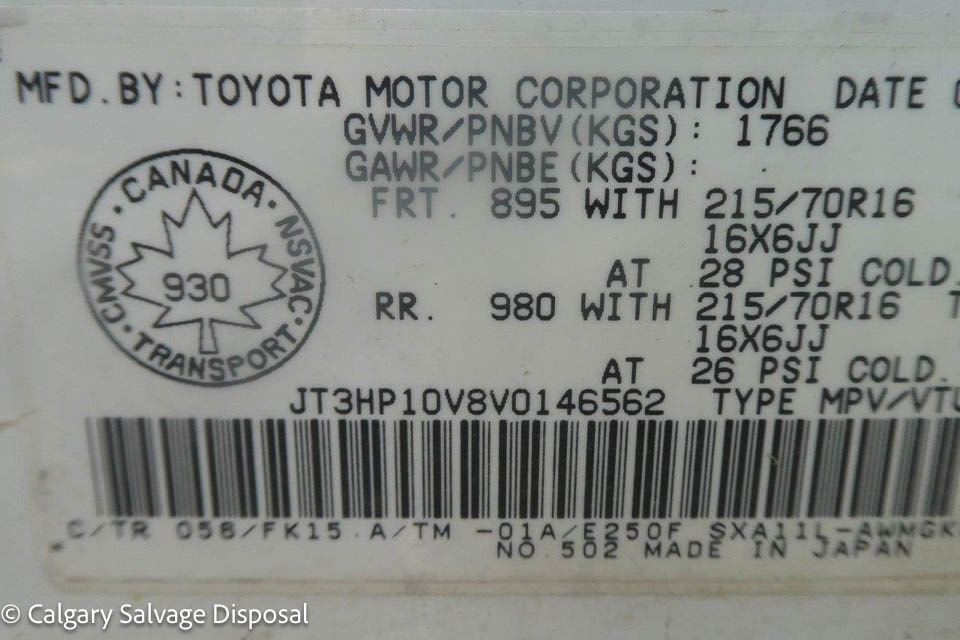 MFD.BY:TOYOTA MOTOR CORPORATION DATE
GVWR/PNBV(KGS): 1766
GAWR/PNBE(KGS):
FRT. 895 WITH 215/70R16
16X6JJ
AT 28 PSI COLD.
RR. 980 WITH 215/70R16
16X6JJ
AT 26 PSI COLD.
CANADA · NSVAC · TRANSPORT · CMVSS ·
930
JT3HP10V8V0146562 TYPE MPV/VTU
C/TR 058/FK15 A/TM -01A/E250F SXA11L-AWMGK
NO.502 MADE IN JAPAN
© Calgary Salvage Disposal